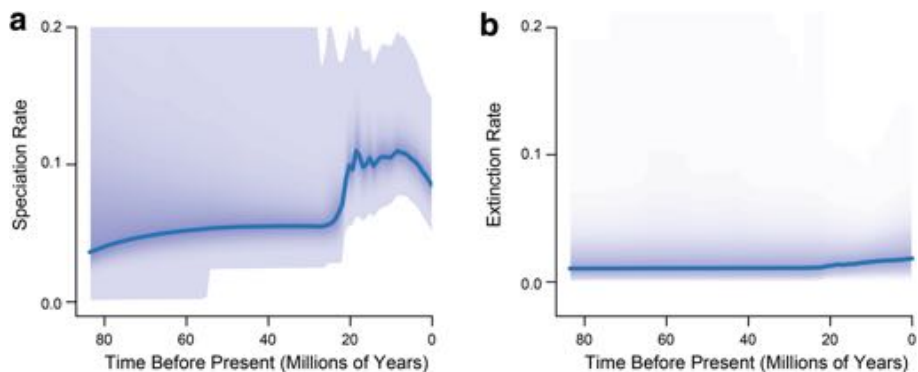 a
0.2
0.1
0.0
Speciation Rate
80 60 40 20 0
Time Before Present (Millions of Years)
b
0.2
0.1
0.0
Extinction Rate
80 60 40 20 0
Time Before Present (Millions of Years)